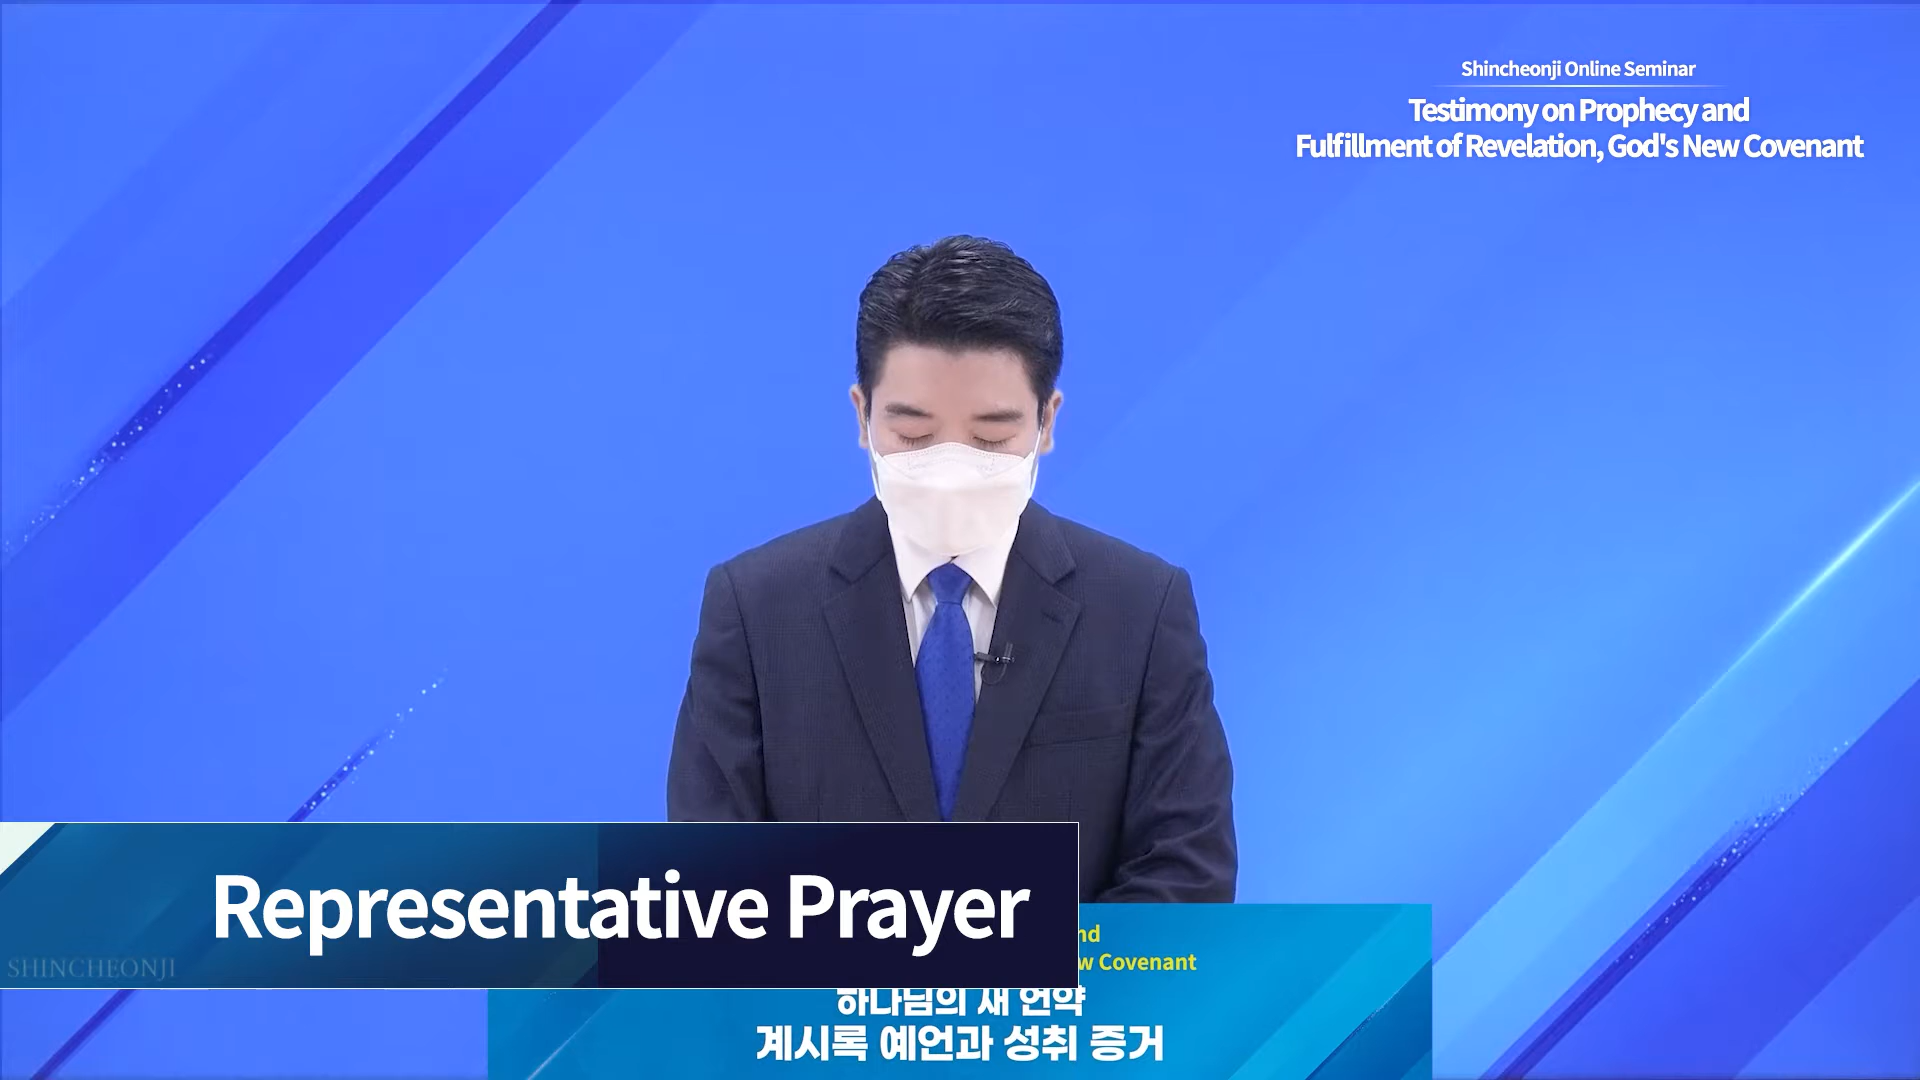 Shincheonji Online Seminar
Testimony on Prophecy and
Fulfillment of Revelation, God's New Covenant
Representative Prayer
SHINCHEONJI
Covenant
하나님의 새 언약
계시록 예언과 성취 증거